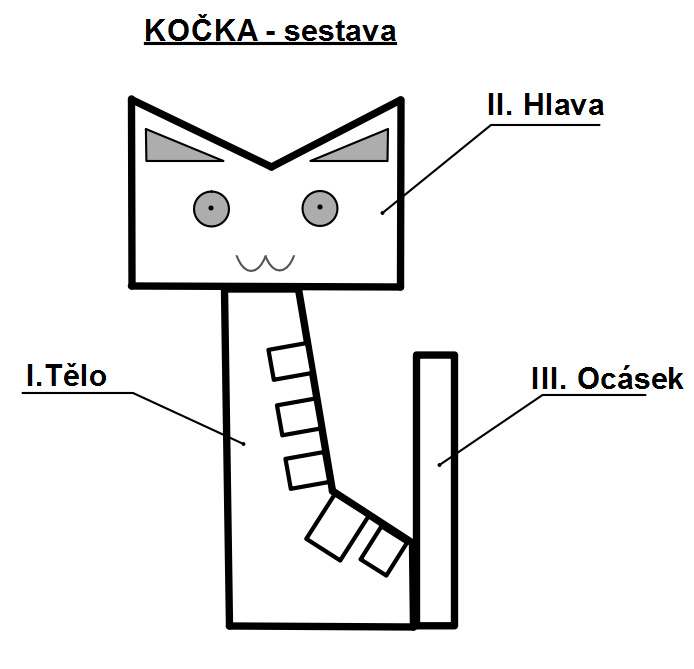 KOČKA - sestava
II. Hlava
I.Tělo
III. Ocásek